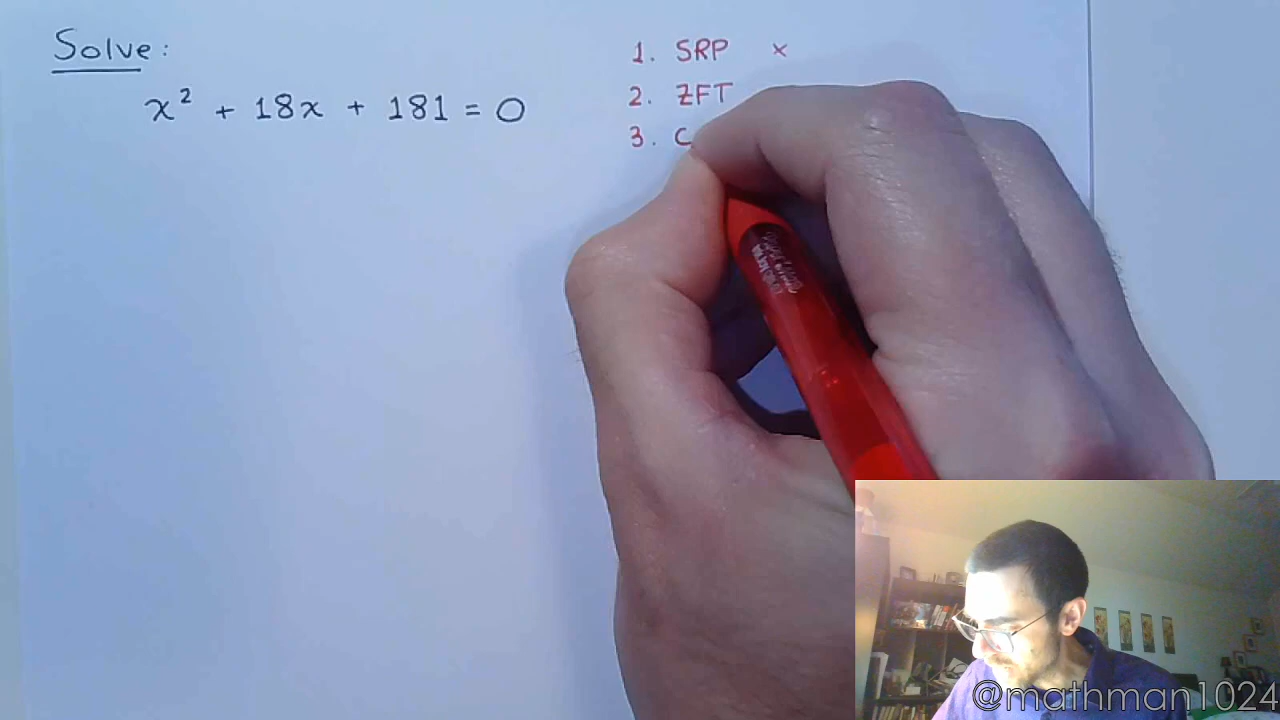 Solve:
x² + 18x + 181 = 0
1. SRP ×
2. ZFT
3. C
@mathman1024